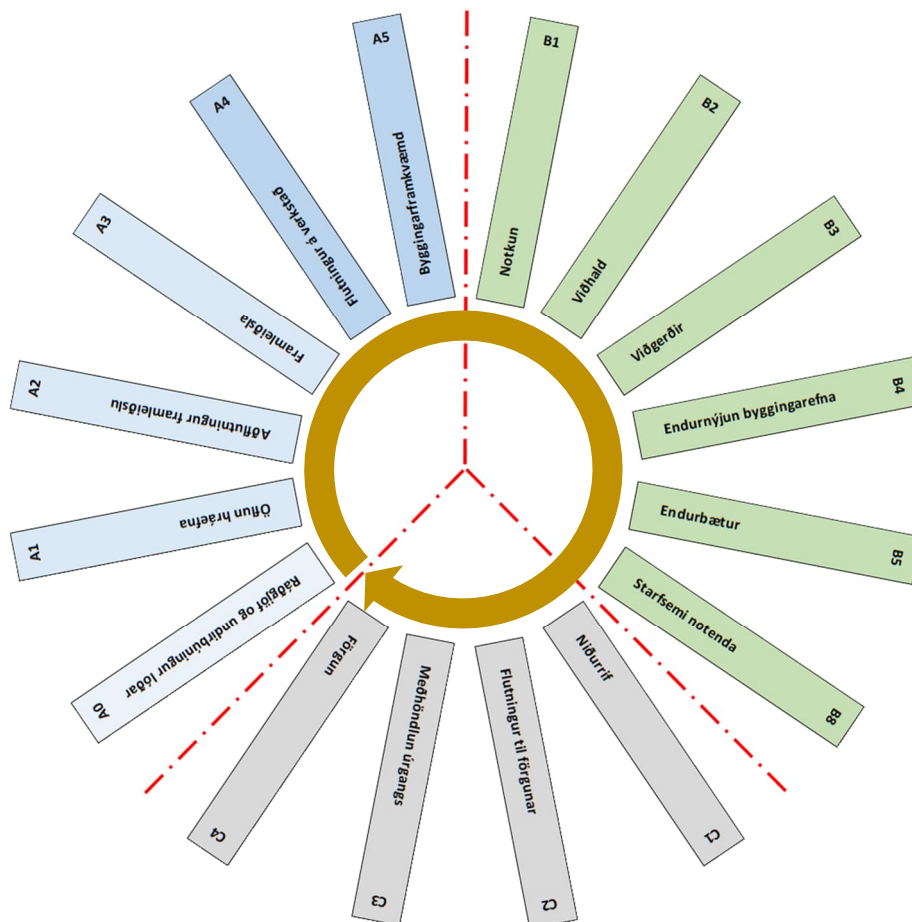 A0
Ráðgjöf og undirbúningur lóðar
A1
Öflun hráefna
A2
Aðflutningur framleiðslu
A3
Framleiðsla
A4
Flutningur á verkstað
A5
Byggingarframkvæmd
B1
Notkun
B2
Viðhald
B3
Viðgerðir
B4
Endurnýjun byggingarefna
B5
Endurbætur
B8
Starfsemi notenda
C1
Niðurrif
C2
Flutningur til förgunar
C3
Meðhöndlun úrgangs
C4
Förgun